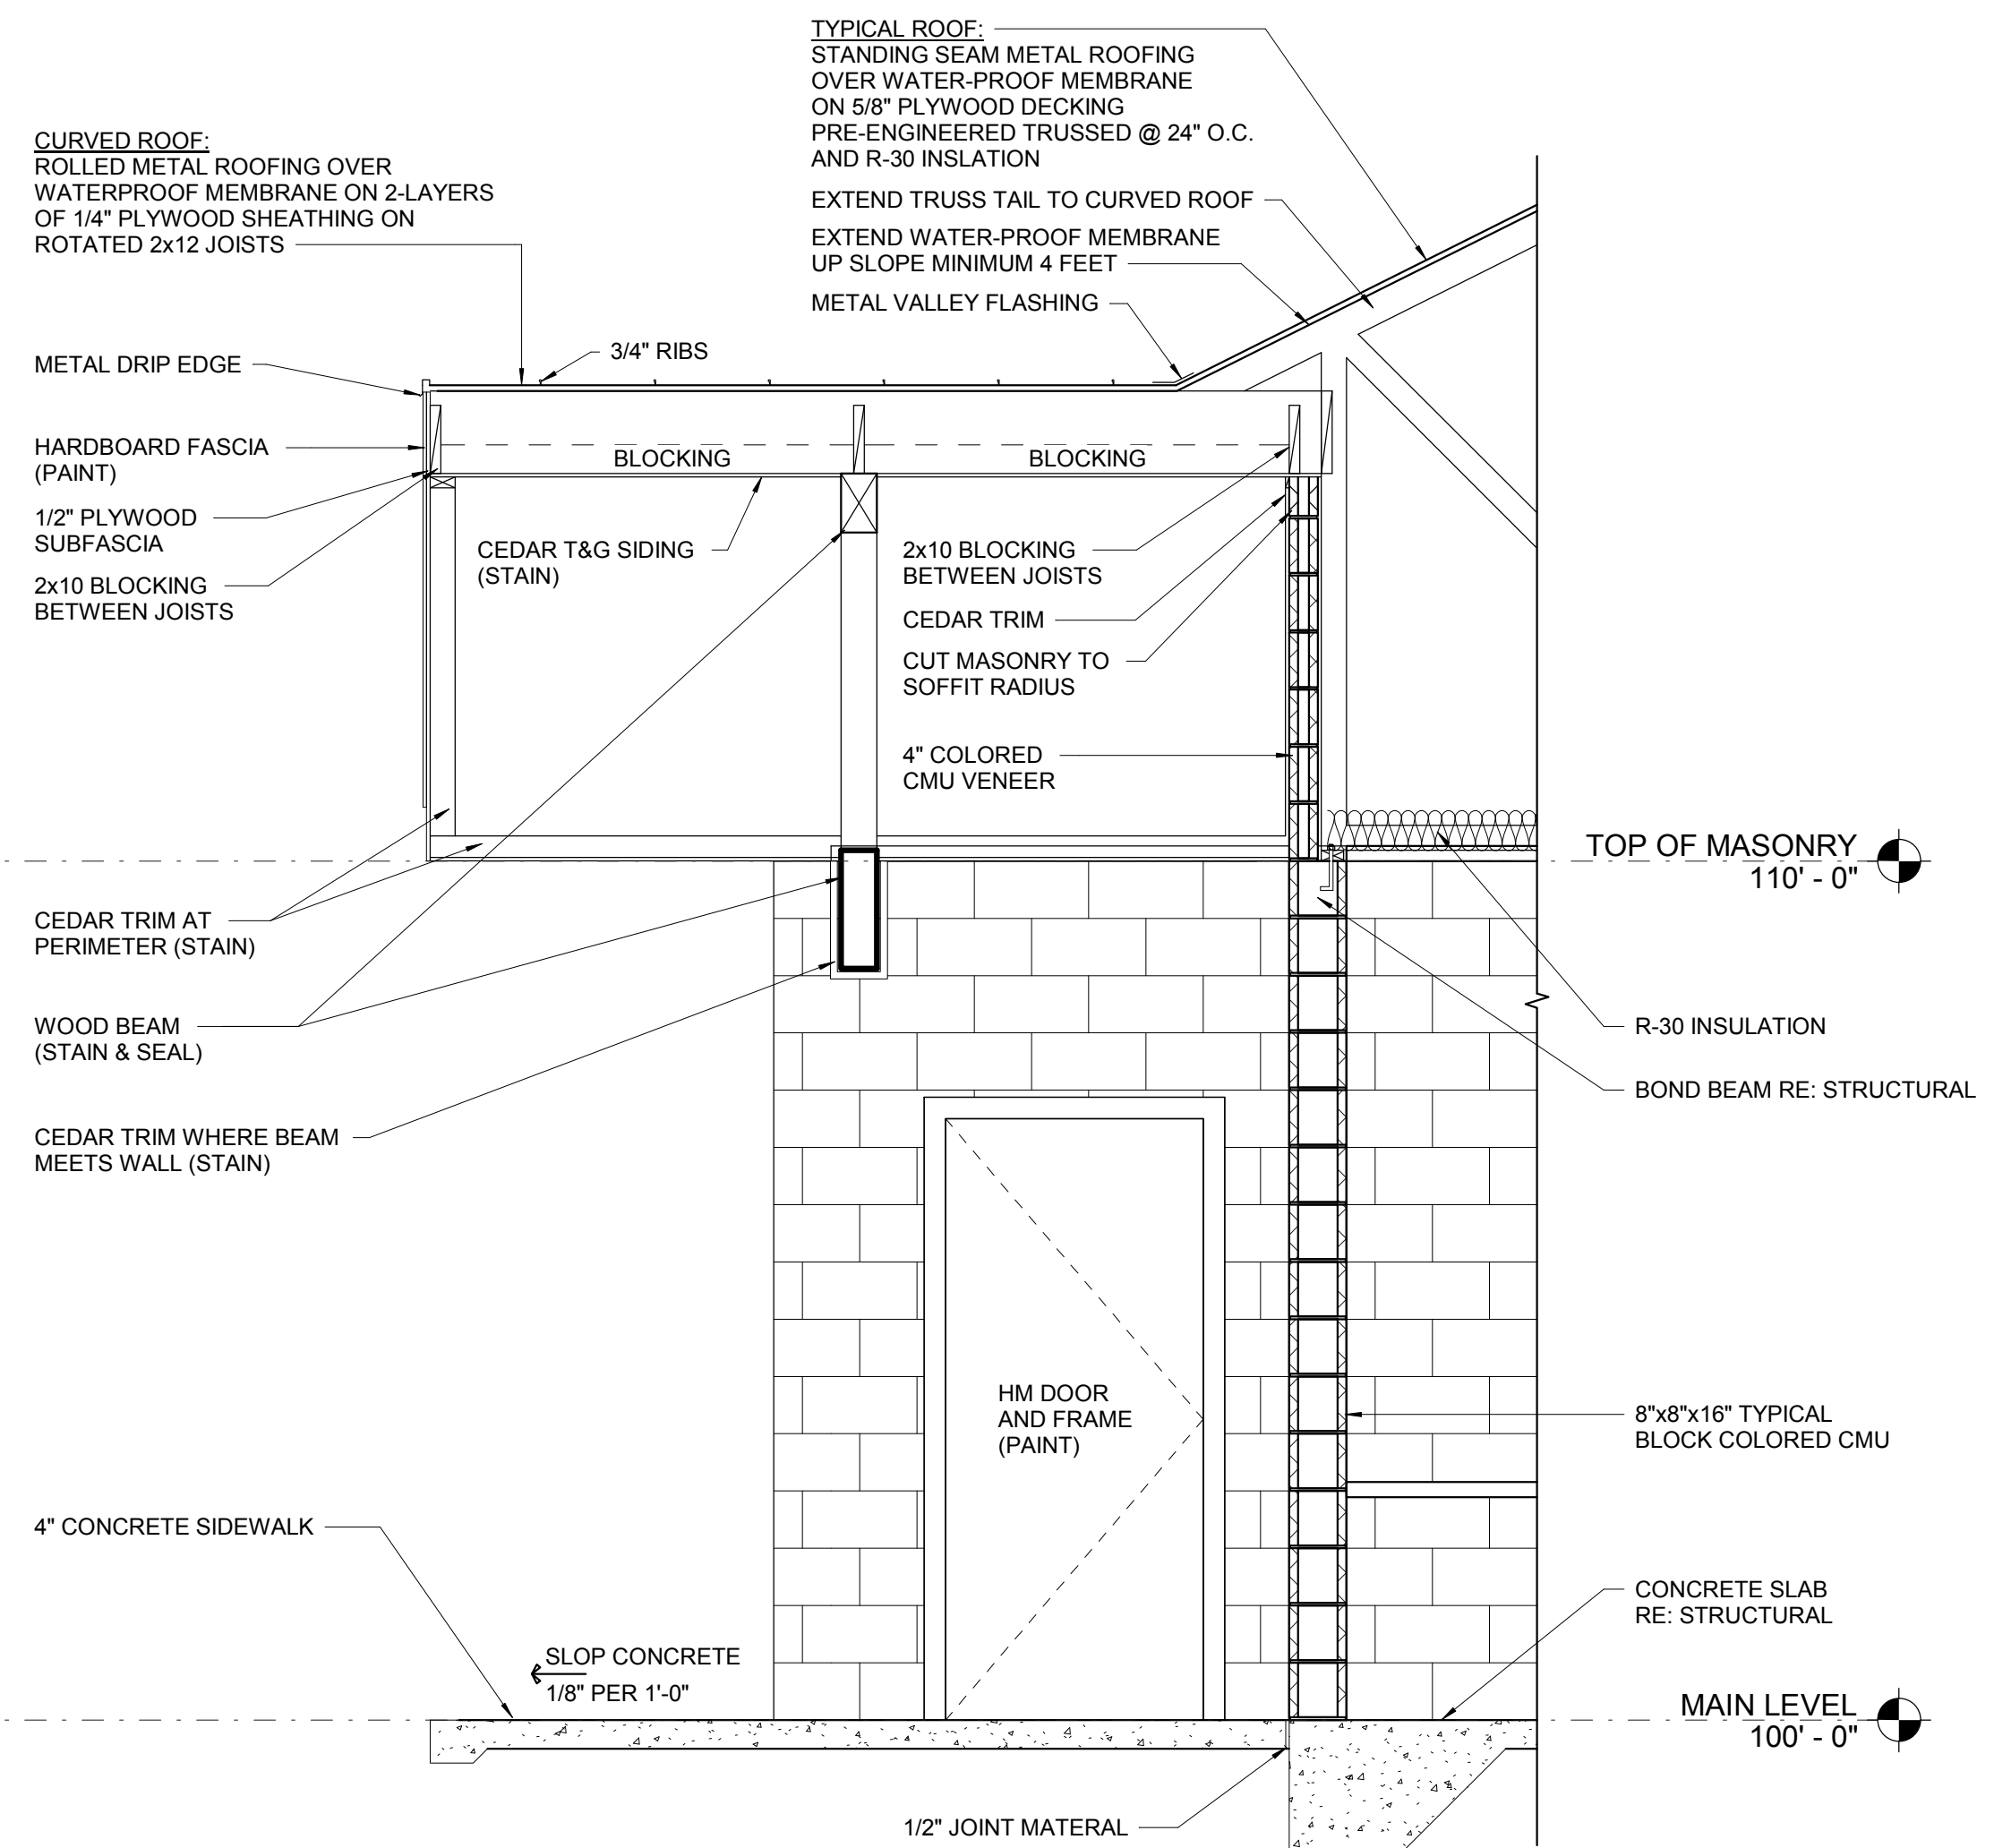 TYPICAL ROOF:
STANDING SEAM METAL ROOFING
OVER WATER-PROOF MEMBRANE
ON 5/8" PLYWOOD DECKING
PRE-ENGINEERED TRUSSED @ 24" O.C.
AND R-30 INSLATION
EXTEND TRUSS TAIL TO CURVED ROOF
EXTEND WATER-PROOF MEMBRANE
UP SLOPE MINIMUM 4 FEET
METAL VALLEY FLASHING
CURVED ROOF:
ROLLED METAL ROOFING OVER
WATERPROOF MEMBRANE ON 2-LAYERS
OF 1/4" PLYWOOD SHEATHING ON
ROTATED 2x12 JOISTS
3/4" RIBS
METAL DRIP EDGE
HARDBOARD FASCIA
(PAINT)
1/2" PLYWOOD
SUBFASCIA
2x10 BLOCKING
BETWEEN JOISTS
BLOCKING
BLOCKING
CEDAR T&G SIDING
(STAIN)
2x10 BLOCKING
BETWEEN JOISTS
CEDAR TRIM
CUT MASONRY TO
SOFFIT RADIUS
4" COLORED
CMU VENEER
TOP OF MASONRY
110' - 0"
CEDAR TRIM AT
PERIMETER (STAIN)
WOOD BEAM
(STAIN & SEAL)
CEDAR TRIM WHERE BEAM
MEETS WALL (STAIN)
R-30 INSULATION
BOND BEAM RE: STRUCTURAL
HM DOOR
AND FRAME
(PAINT)
8"x8"x16" TYPICAL
BLOCK COLORED CMU
4" CONCRETE SIDEWALK
SLOP CONCRETE
1/8" PER 1'-0"
CONCRETE SLAB
RE: STRUCTURAL
MAIN LEVEL
100' - 0"
1/2" JOINT MATERAL